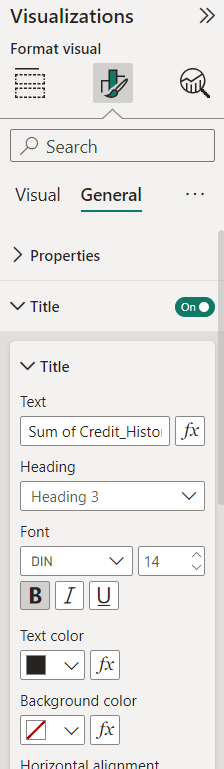 Visualizations
Format visual
Search
Visual General ...
Properties
Title On
Title
Text
Sum of Credit_Histo fx
Heading
Heading 3
Font
DIN 14
B I U
Text color
fx
Background color
fx
Horizontal alignment